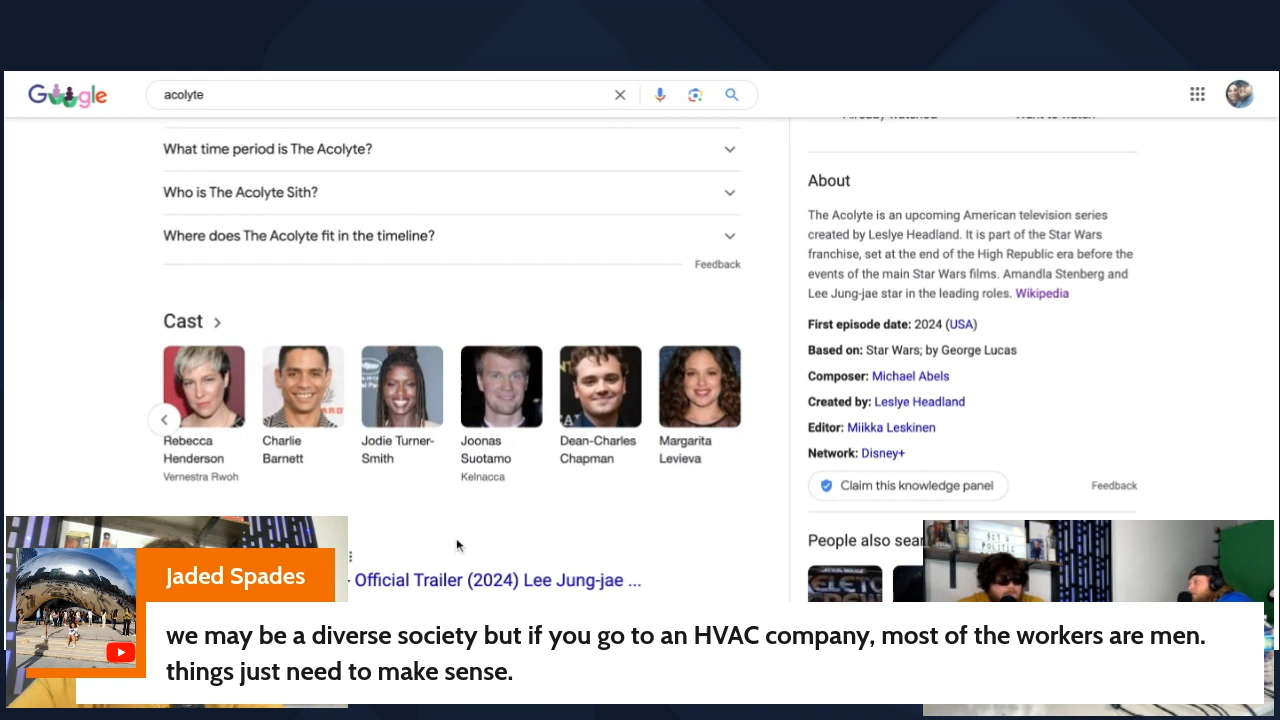 Google
acolyte
Already watched
Want to watch
What time period is The Acolyte?
Who is The Acolyte Sith?
Where does The Acolyte fit in the timeline?
Feedback
Cast
Rebecca Henderson
Vernestra Rwoh
Charlie Barnett
Jodie Turner-Smith
Joonas Suotamo
Kelnacca
Dean-Charles Chapman
Margarita Levieva
Official Trailer (2024) Lee Jung-jae ...
About
The Acolyte is an upcoming American television series
created by Leslye Headland. It is part of the Star Wars
franchise, set at the end of the High Republic era before the
events of the main Star Wars films. Amandla Stenberg and
Lee Jung-jae star in the leading roles. Wikipedia
First episode date: 2024 (USA)
Based on: Star Wars; by George Lucas
Composer: Michael Abels
Created by: Leslye Headland
Editor: Miikka Leskinen
Network: Disney+
Claim this knowledge panel
Feedback
People also sear
STAR WARS
Jaded Spades
we may be a diverse society but if you go to an HVAC company, most of the workers are men.
things just need to make sense.